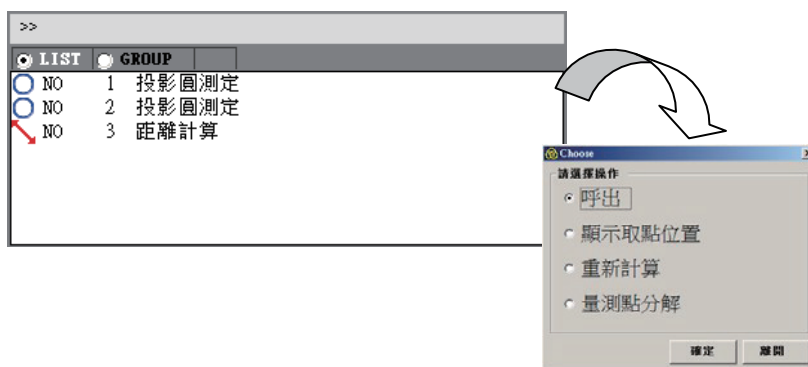 >>
LIST GROUP
NO 1 投影圓測定
NO 2 投影圓測定
NO 3 距離計算
Choose
請選擇操作
呼出
顯示取點位置
重新計算
量測點分解
確定 離開